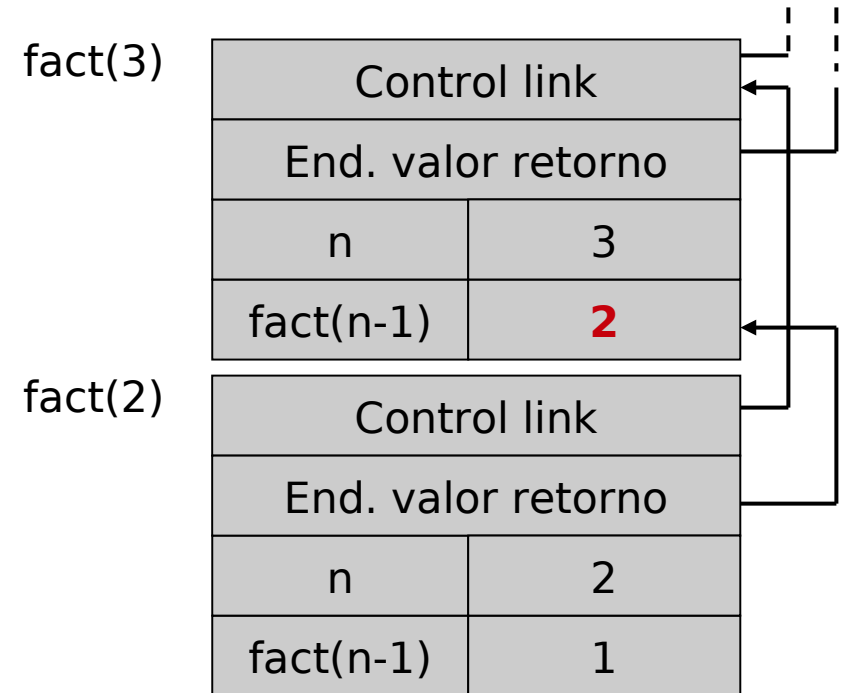 fact(3)
Control link
End. valor retorno
n 3
fact(n-1) 2
fact(2)
Control link
End. valor retorno
n 2
fact(n-1) 1